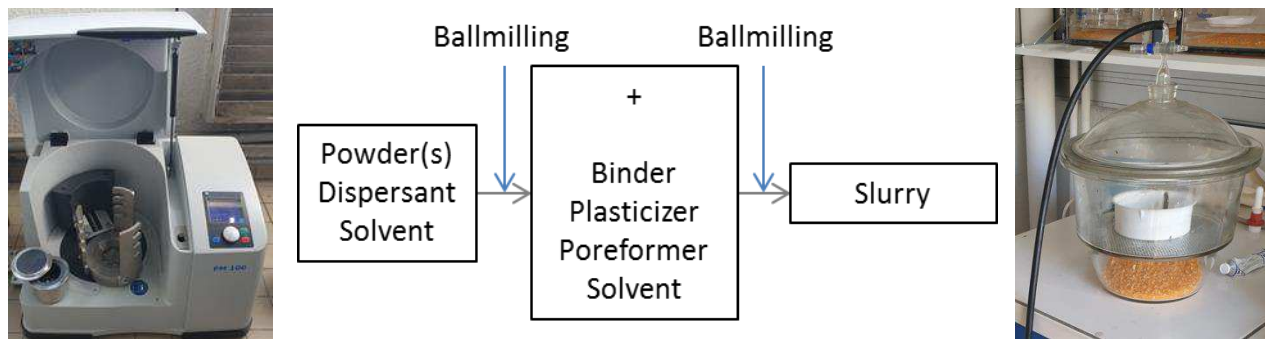 PM 100
Ballmilling
Ballmilling
Powder(s)
Dispersant
Solvent
+
Binder
Plasticizer
Poreformer
Solvent
Slurry